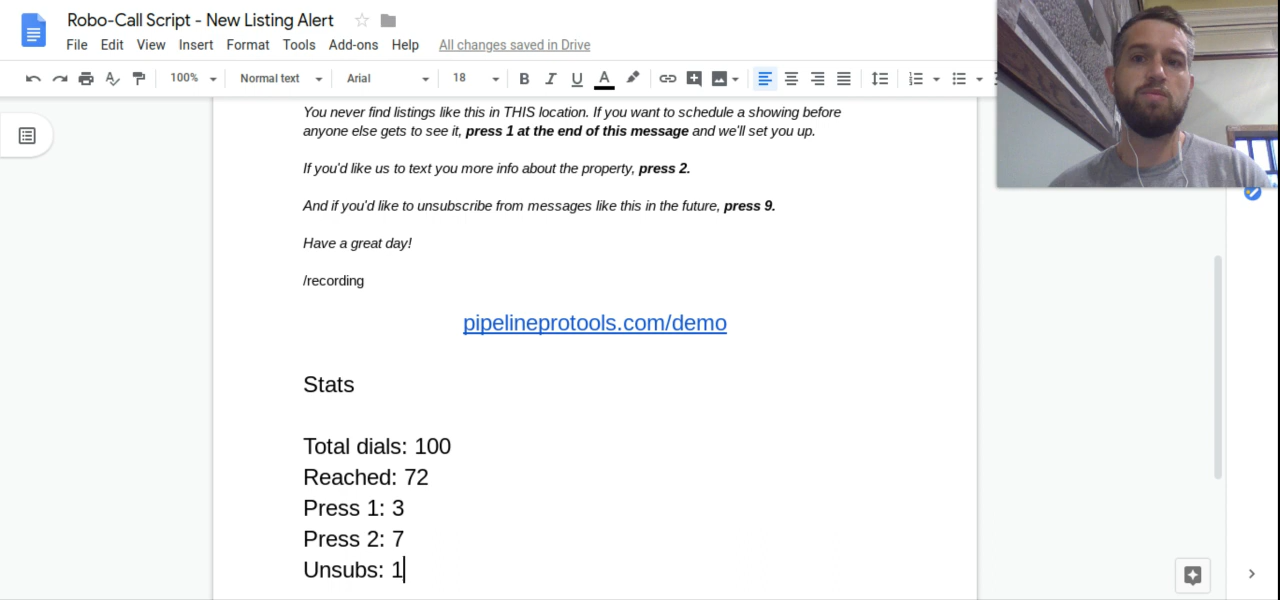 Robo-Call Script - New Listing Alert
File Edit View Insert Format Tools Add-ons Help All changes saved in Drive
100% Normal text Arial 18 B I U A
You never find listings like this in THIS location. If you want to schedule a showing before
anyone else gets to see it, press 1 at the end of this message and we'll set you up.
If you'd like us to text you more info about the property, press 2.
And if you'd like to unsubscribe from messages like this in the future, press 9.
Have a great day!
/recording
pipelineprotools.com/demo
Stats
Total dials: 100
Reached: 72
Press 1: 3
Press 2: 7
Unsubs: 1